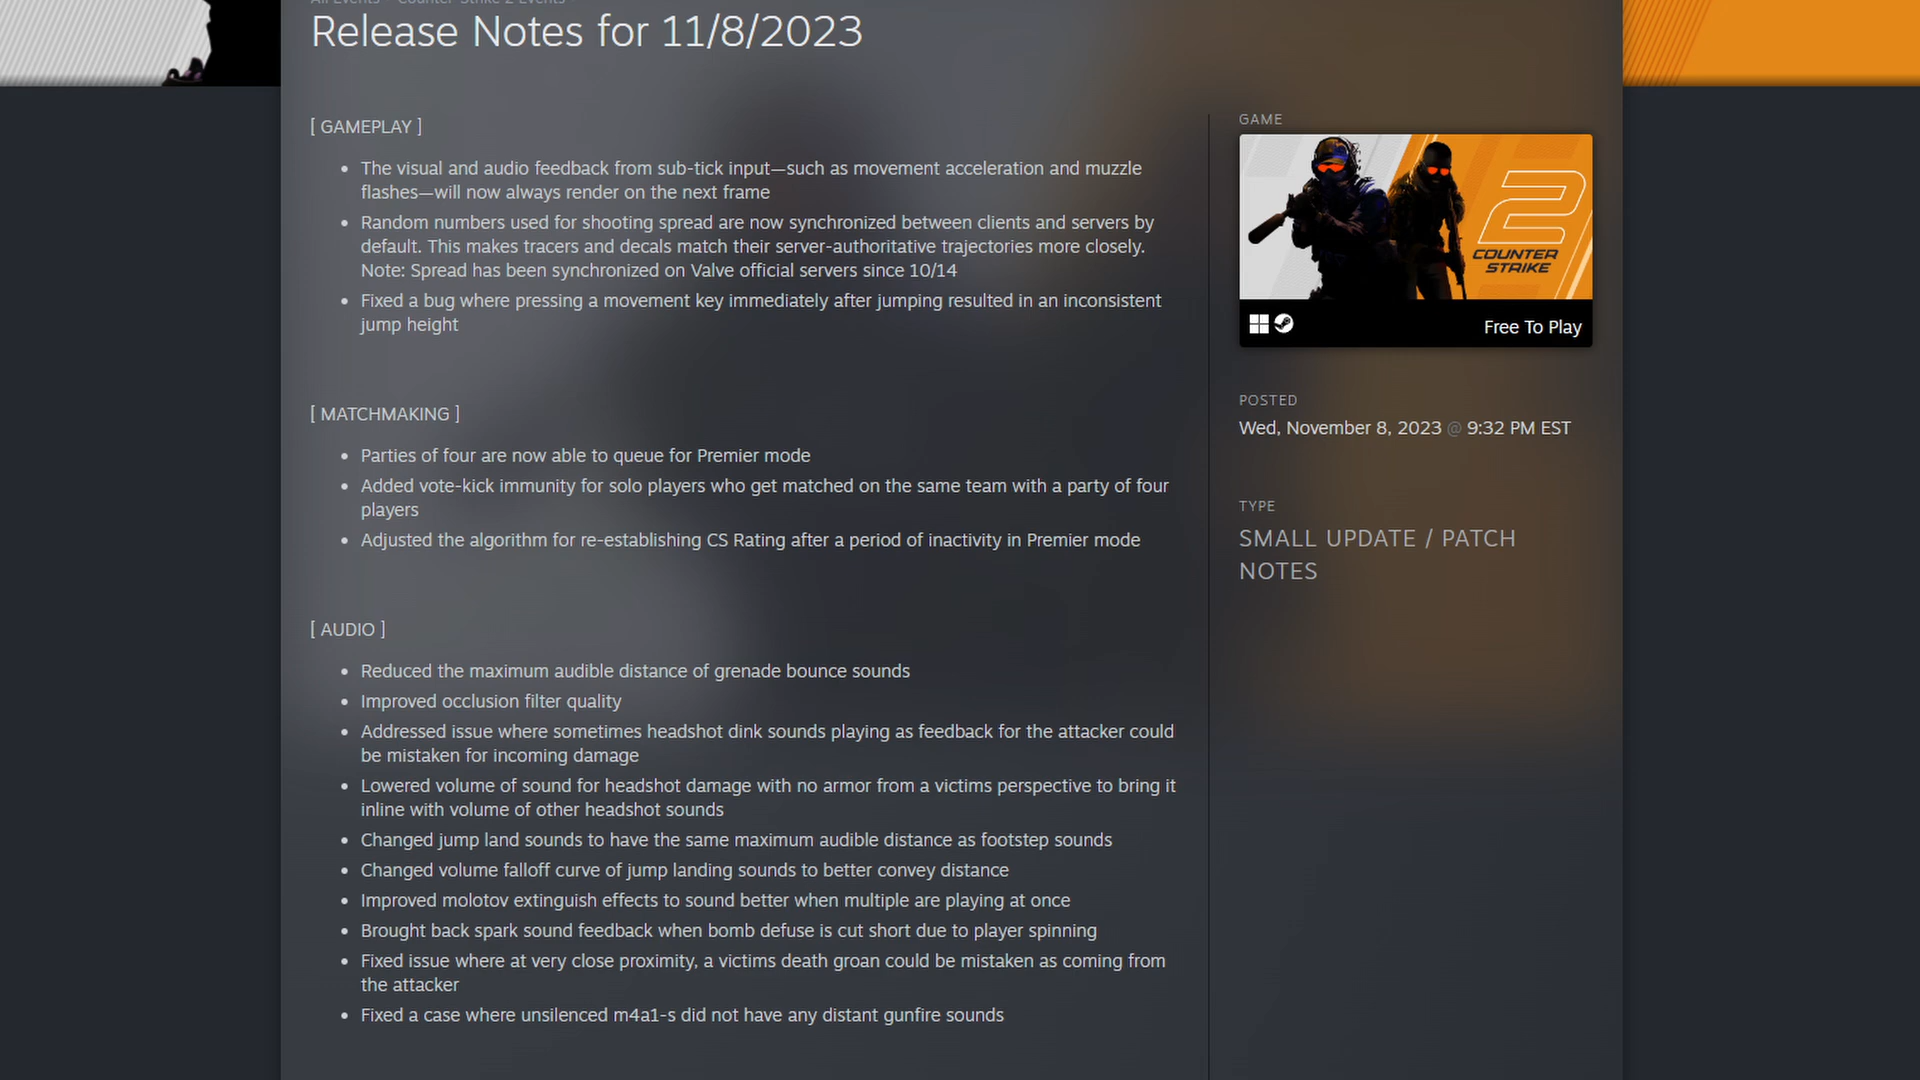 All Events > Counter-Strike 2 Events >
Release Notes for 11/8/2023
[ GAMEPLAY ]
• The visual and audio feedback from sub-tick input—such as movement acceleration and muzzle
flashes—will now always render on the next frame
• Random numbers used for shooting spread are now synchronized between clients and servers by
default. This makes tracers and decals match their server-authoritative trajectories more closely.
Note: Spread has been synchronized on Valve official servers since 10/14
• Fixed a bug where pressing a movement key immediately after jumping resulted in an inconsistent
jump height
[ MATCHMAKING ]
• Parties of four are now able to queue for Premier mode
• Added vote-kick immunity for solo players who get matched on the same team with a party of four
players
• Adjusted the algorithm for re-establishing CS Rating after a period of inactivity in Premier mode
[ AUDIO ]
• Reduced the maximum audible distance of grenade bounce sounds
• Improved occlusion filter quality
• Addressed issue where sometimes headshot dink sounds playing as feedback for the attacker could
be mistaken for incoming damage
• Lowered volume of sound for headshot damage with no armor from a victims perspective to bring it
inline with volume of other headshot sounds
• Changed jump land sounds to have the same maximum audible distance as footstep sounds
• Changed volume falloff curve of jump landing sounds to better convey distance
• Improved molotov extinguish effects to sound better when multiple are playing at once
• Brought back spark sound feedback when bomb defuse is cut short due to player spinning
• Fixed issue where at very close proximity, a victims death groan could be mistaken as coming from
the attacker
• Fixed a case where unsilenced m4a1-s did not have any distant gunfire sounds
GAME
2
COUNTER
STRIKE
Free To Play
POSTED
Wed, November 8, 2023 @ 9:32 PM EST
TYPE
SMALL UPDATE / PATCH
NOTES